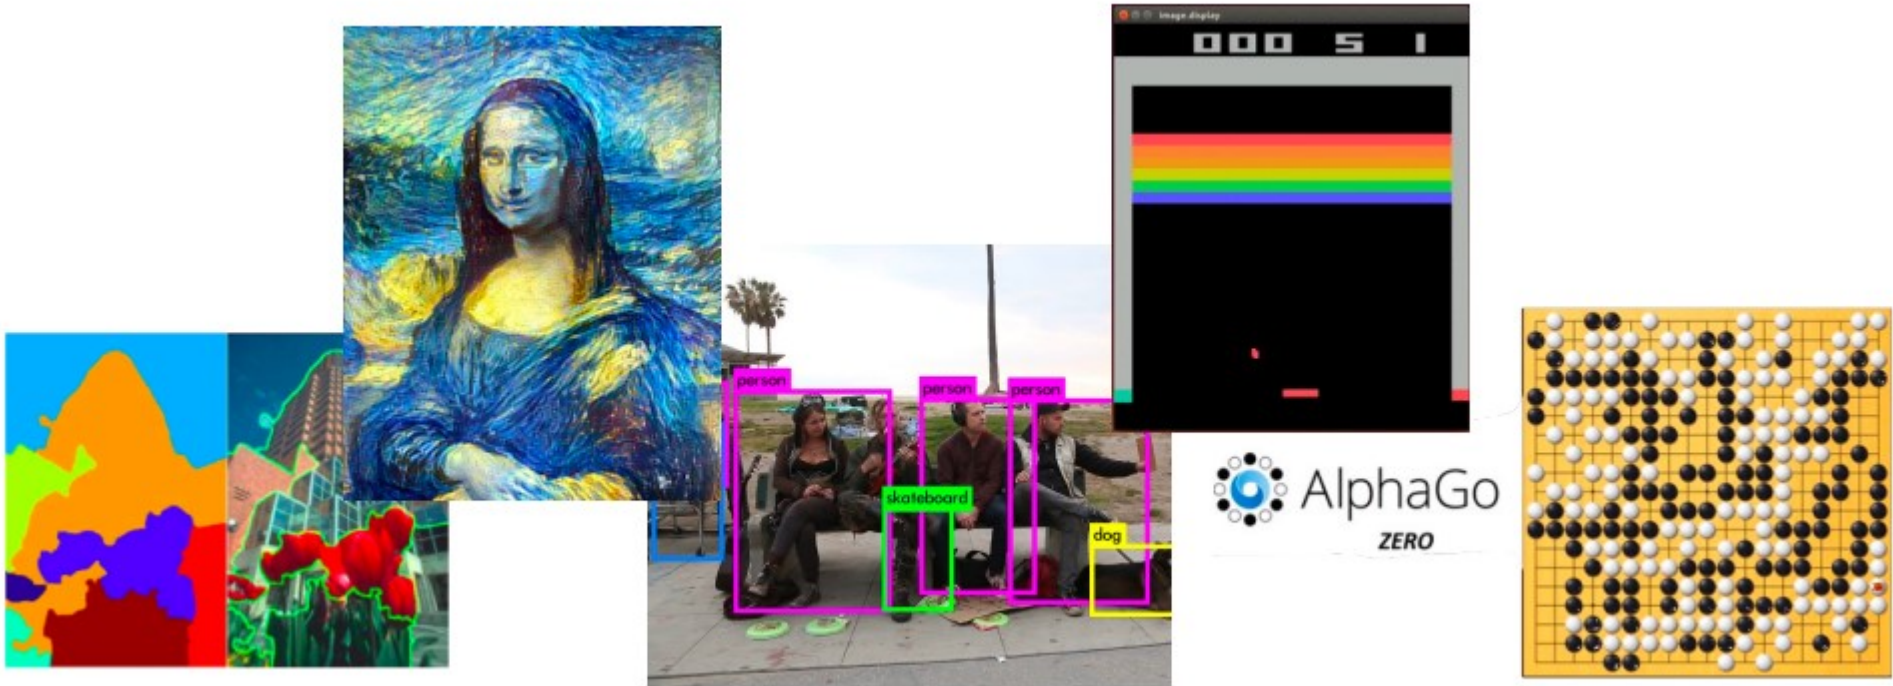 image.display
000 5 1
person
person
person
skateboard
dog
AlphaGo
ZERO